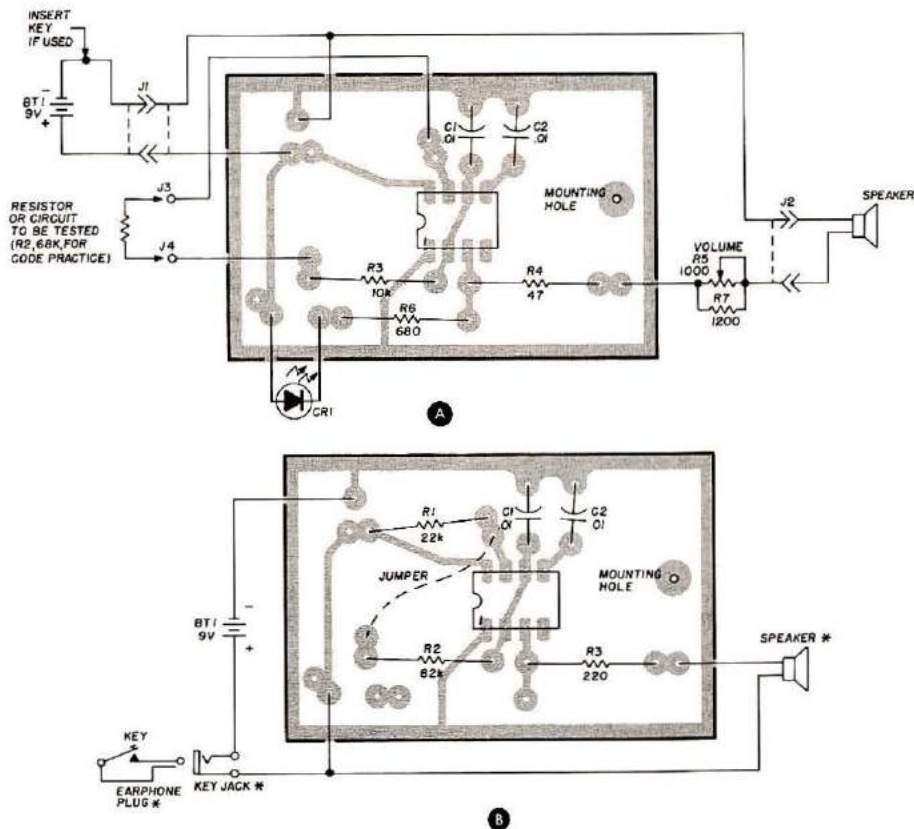 INSERT
KEY
IF USED
J1
-
BT1
9V
+
C1
.01
C2
.01
J3
RESISTOR
OR CIRCUIT
TO BE TESTED
(R2, 68K, FOR
CODE PRACTICE)
J4
MOUNTING
HOLE
J2
SPEAKER
VOLUME
R5
1000
R7
1200
R3
10k
R4
47
R6
680
CR1
A
R1
22k
C1
.01
C2
.01
JUMPER
MOUNTING
HOLE
BT1
9V
-
+
1
R2
82k
R3
220
SPEAKER *
KEY
EARPHONE
PLUG *
KEY JACK *
B